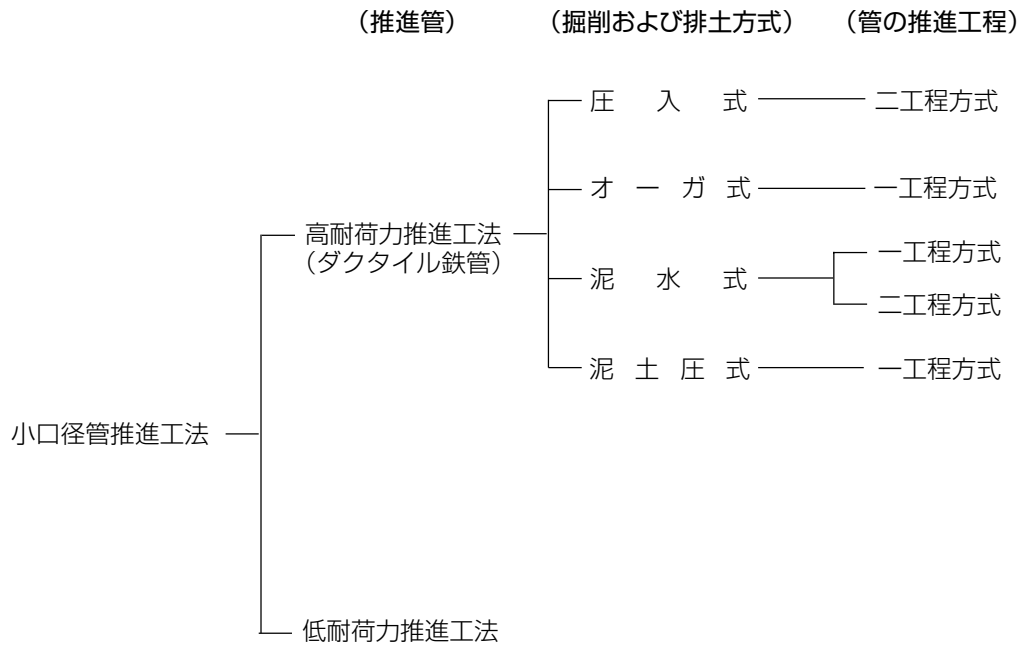 （推進管）　（掘削および排土方式）　（管の推進工程）
圧入式　二工程方式
オーガ式　一工程方式
高耐荷力推進工法
（ダクタイル鉄管）
泥水式　一工程方式
二工程方式
泥土圧式　一工程方式
小口径管推進工法
低耐荷力推進工法